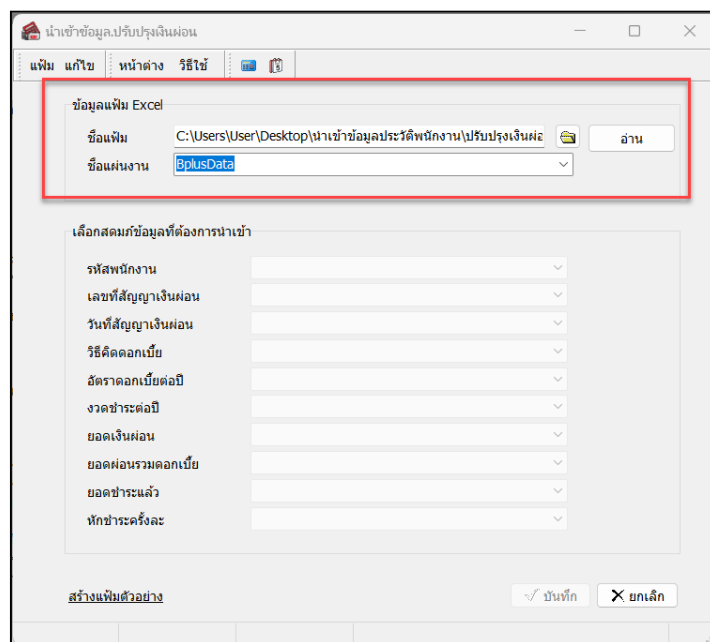 นำเข้าข้อมูล.ปรับปรุงเงินผ่อน
แฟ้ม แก้ไข หน้าต่าง วิธีใช้
ข้อมูลแฟ้ม Excel
ชื่อแฟ้ม C:\Users\User\Desktop\นำเข้าข้อมูลประวัติพนักงาน\ปรับปรุงเงินผ่อ อ่าน
ชื่อแผ่นงาน BplusData
เลือกสดมภ์ข้อมูลที่ต้องการนำเข้า
รหัสพนักงาน
เลขที่สัญญาเงินผ่อน
วันที่สัญญาเงินผ่อน
วิธีคิดดอกเบี้ย
อัตราดอกเบี้ยต่อปี
งวดชำระต่อปี
ยอดเงินผ่อน
ยอดผ่อนรวมดอกเบี้ย
ยอดชำระแล้ว
หักชำระครั้งละ
สร้างแฟ้มตัวอย่าง บันทึก ยกเลิก